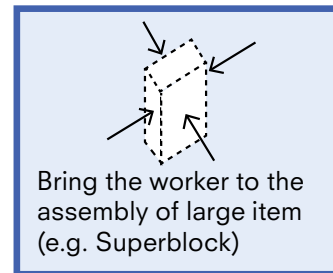 Bring the worker to the
assembly of large item
(e.g. Superblock)